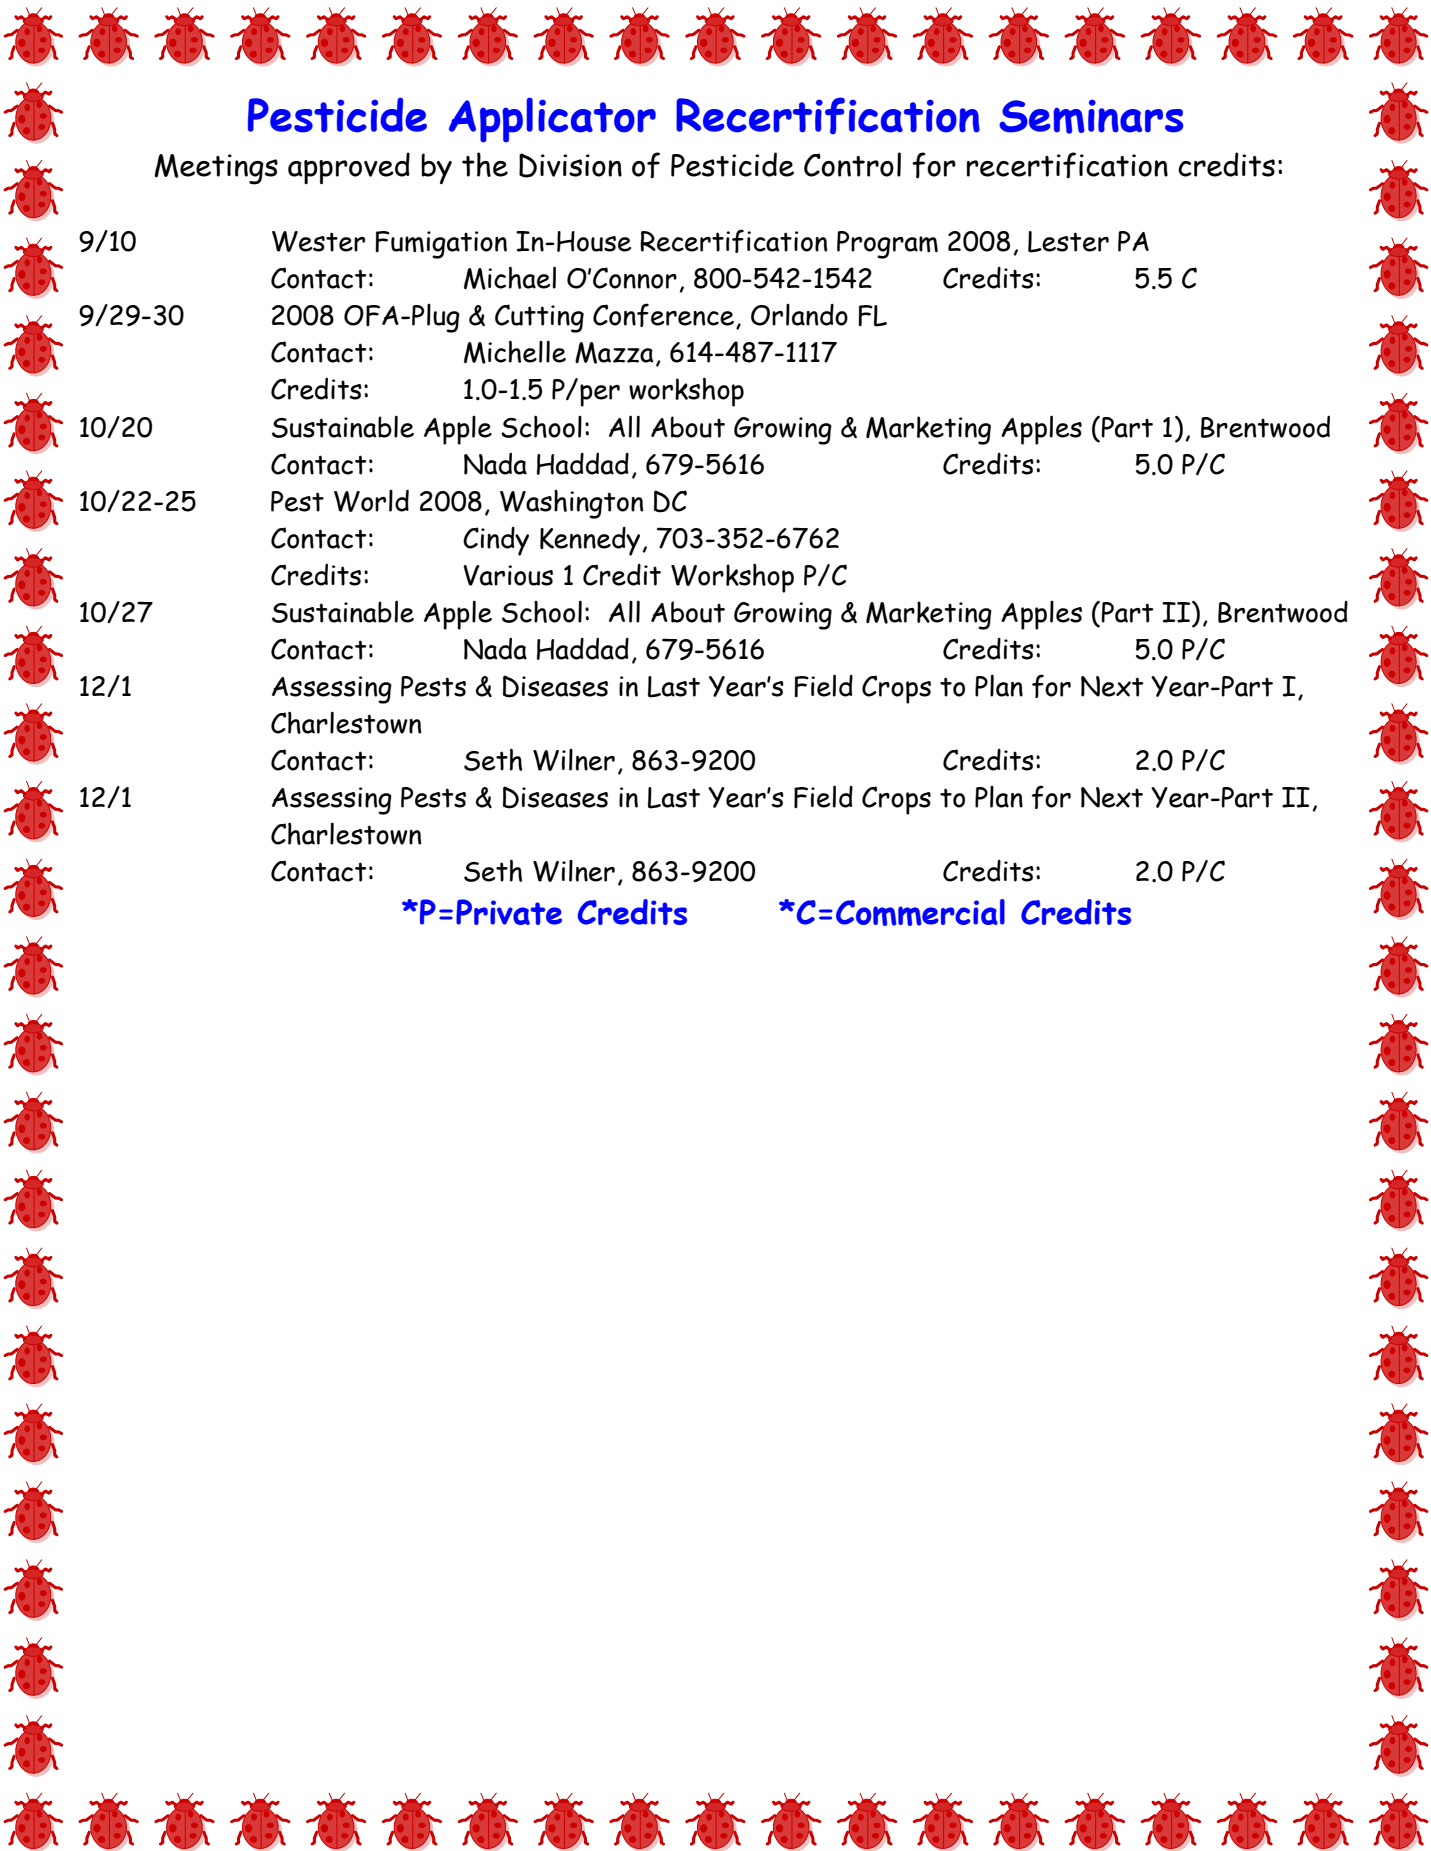 Pesticide Applicator Recertification Seminars
Meetings approved by the Division of Pesticide Control for recertification credits:
9/10 Wester Fumigation In-House Recertification Program 2008, Lester PA
Contact: Michael O’Connor, 800-542-1542 Credits: 5.5 C
9/29-30 2008 OFA-Plug & Cutting Conference, Orlando FL
Contact: Michelle Mazza, 614-487-1117
Credits: 1.0-1.5 P/per workshop
10/20 Sustainable Apple School: All About Growing & Marketing Apples (Part 1), Brentwood
Contact: Nada Haddad, 679-5616 Credits: 5.0 P/C
10/22-25 Pest World 2008, Washington DC
Contact: Cindy Kennedy, 703-352-6762
Credits: Various 1 Credit Workshop P/C
10/27 Sustainable Apple School: All About Growing & Marketing Apples (Part II), Brentwood
Contact: Nada Haddad, 679-5616 Credits: 5.0 P/C
12/1 Assessing Pests & Diseases in Last Year’s Field Crops to Plan for Next Year-Part I,
Charlestown
Contact: Seth Wilner, 863-9200 Credits: 2.0 P/C
12/1 Assessing Pests & Diseases in Last Year’s Field Crops to Plan for Next Year-Part II,
Charlestown
Contact: Seth Wilner, 863-9200 Credits: 2.0 P/C
*P=Private Credits *C=Commercial Credits